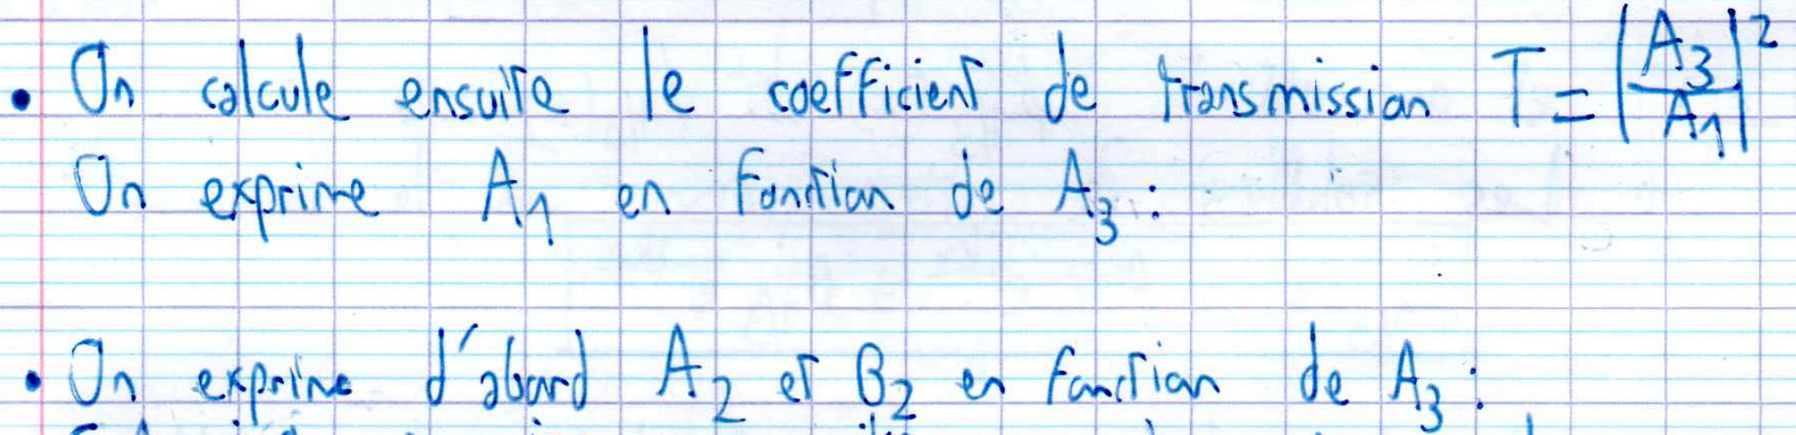 • On calcule ensuite le coefficient de transmission T = |A₃/A₁|²
On exprime A₁ en fonction de A₃ :
• On exprime d'abord A₂ et B₂ en fonction de A₃ :